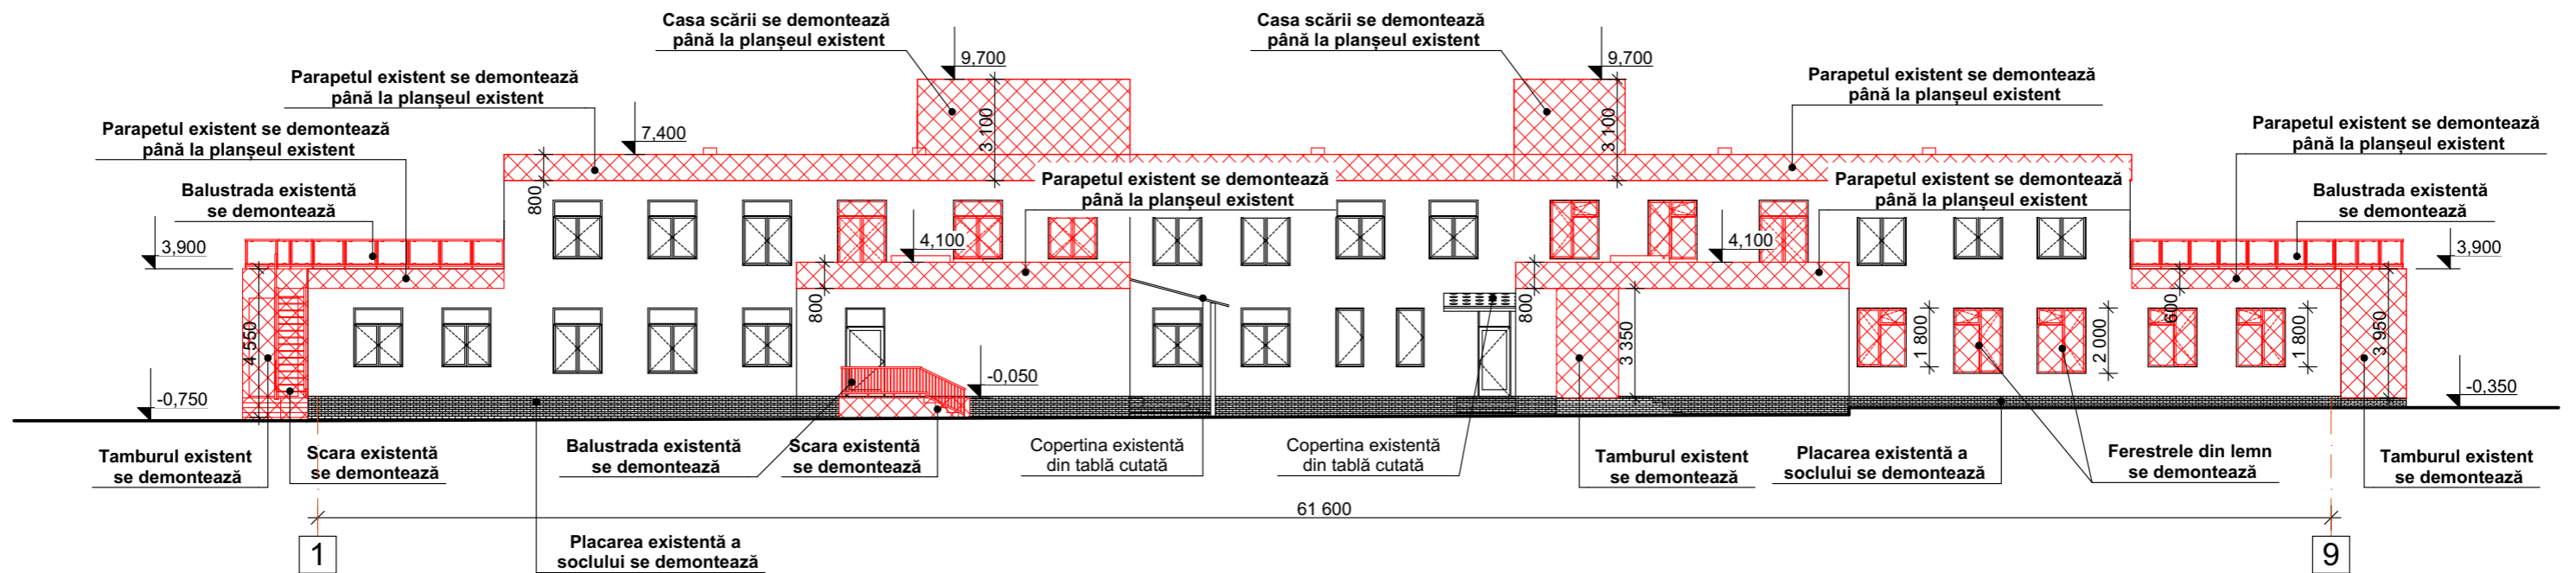 Casa scării se demontează
până la planșeul existent
Casa scării se demontează
până la planșeul existent
9,700
9,700
Parapetul existent se demontează
până la planșeul existent
Parapetul existent se demontează
până la planșeul existent
3 100
3 100
Parapetul existent se demontează
până la planșeul existent
7,400
Parapetul existent se demontează
până la planșeul existent
Balustrada existentă
se demontează
800
Parapetul existent se demontează
până la planșeul existent
Parapetul existent se demontează
până la planșeul existent
Balustrada existentă
se demontează
3,900
4,100
4,100
3,900
800
800
600
4 550
3 350
1 800
2 000
1 800
3 950
-0,750
-0,050
-0,350
Tamburul existent
se demontează
Scara existentă
se demontează
Balustrada existentă
se demontează
Scara existentă
se demontează
Copertina existentă
din tablă cutată
Copertina existentă
din tablă cutată
Tamburul existent
se demontează
Placarea existentă a
soclului se demontează
Ferestrele din lemn
se demontează
Tamburul existent
se demontează
61 600
1
Placarea existentă a
soclului se demontează
9